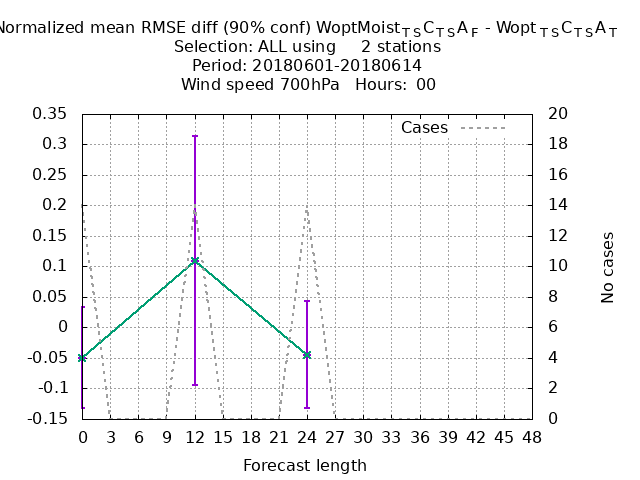 Normalized mean RMSE diff (90% conf) WoptMoist_TSC_TSA_F - Wopt_TSC_TSA_T
Selection: ALL using 2 stations
Period: 20180601-20180614
Wind speed 700hPa Hours: 00
Cases
0.35
0.3
0.25
0.2
0.15
0.1
0.05
0
-0.05
-0.1
-0.15
20
18
16
14
12
10
8
6
4
2
0
No cases
0 3 6 9 12 15 18 21 24 27 30 33 36 39 42 45 48
Forecast length